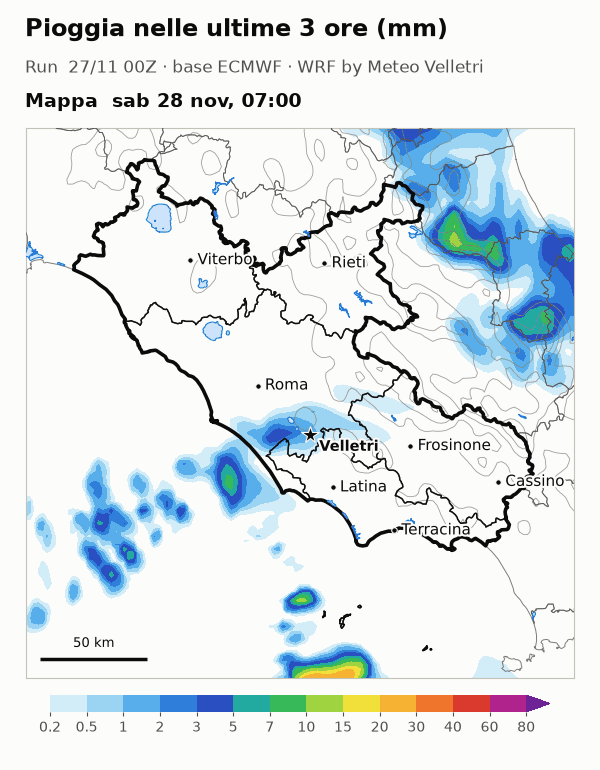 Pioggia nelle ultime 3 ore (mm)
Run  27/11 00Z · base ECMWF · WRF by Meteo Velletri
Mappa  sab 28 nov, 07:00
Viterbo
Rieti
Roma
Velletri
Frosinone
Latina
Cassino
Terracina
50 km
0.2 0.5 1 2 3 5 7 10 15 20 30 40 60 80